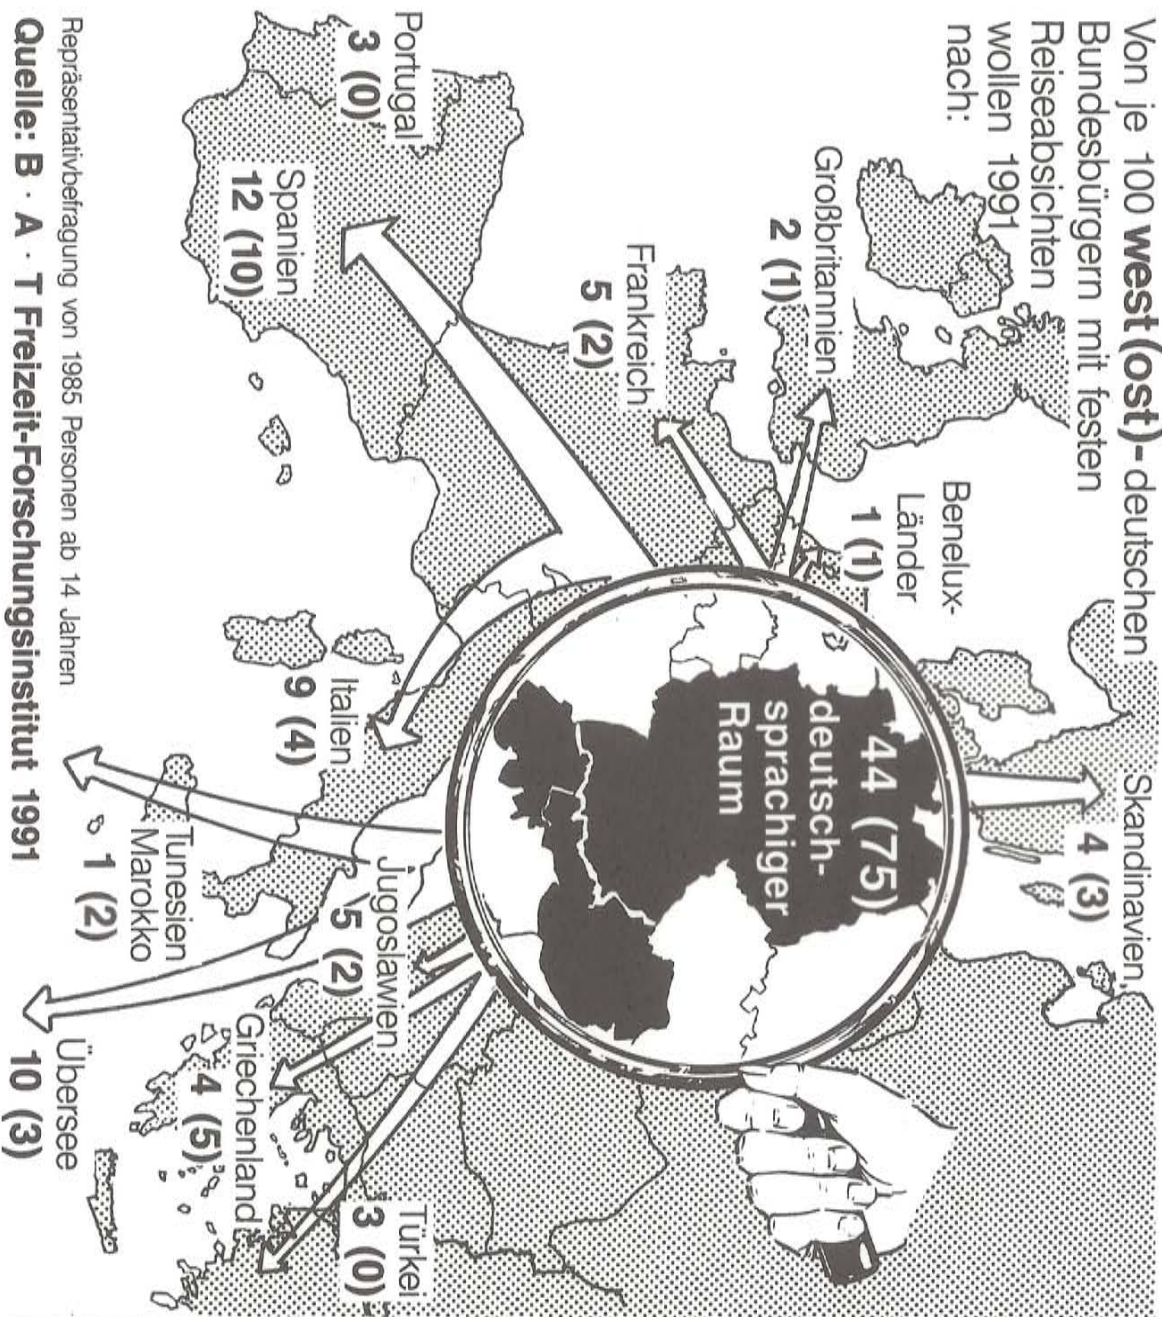 Von je 100 west (ost)-deutschen
Bundesbürgern mit festen
Reiseabsichten
wollen 1991
nach:
Skandinavien
4 (3)
Benelux-
Länder
1 (1)
Großbritannien
2 (1)
Frankreich
5 (2)
44 (75)
deutsch-
sprachiger
Raum
Portugal
3 (0)
Spanien
12 (10)
Italien
9 (4)
Jugoslawien
5 (2)
Türkei
3 (0)
Griechenland
4 (5)
Tunesien
Marokko
1 (2)
Übersee
10 (3)
Repräsentativbefragung von 1985 Personen ab 14 Jahren
Quelle: B · A · T Freizeit-Forschungsinstitut 1991